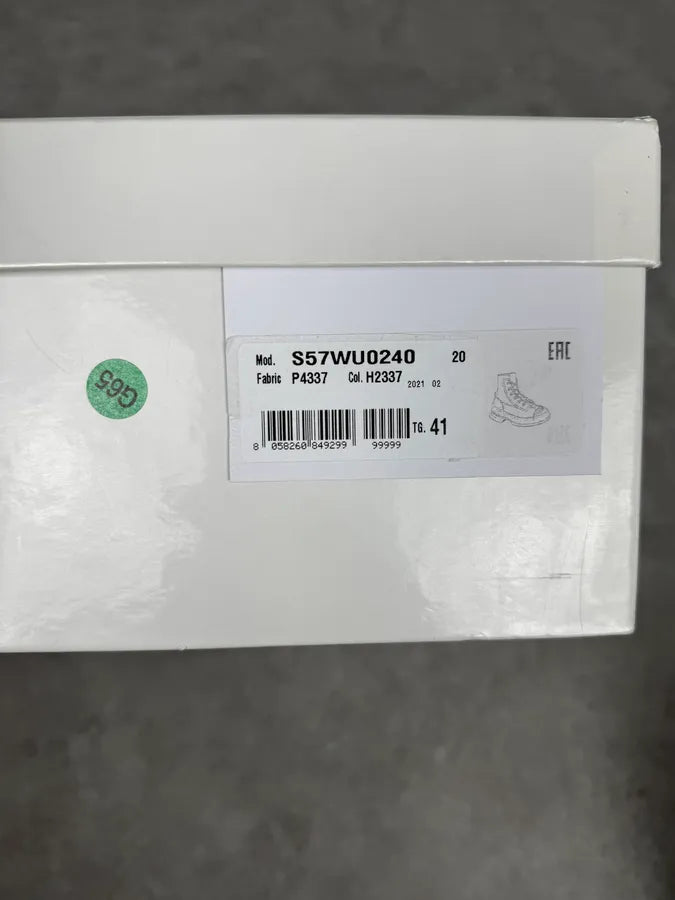 Mod. S57WU0240 20
Fabric P4337 Col. H2337 2021 02
EAC
8 058260 849299 99999
TG. 41
G65